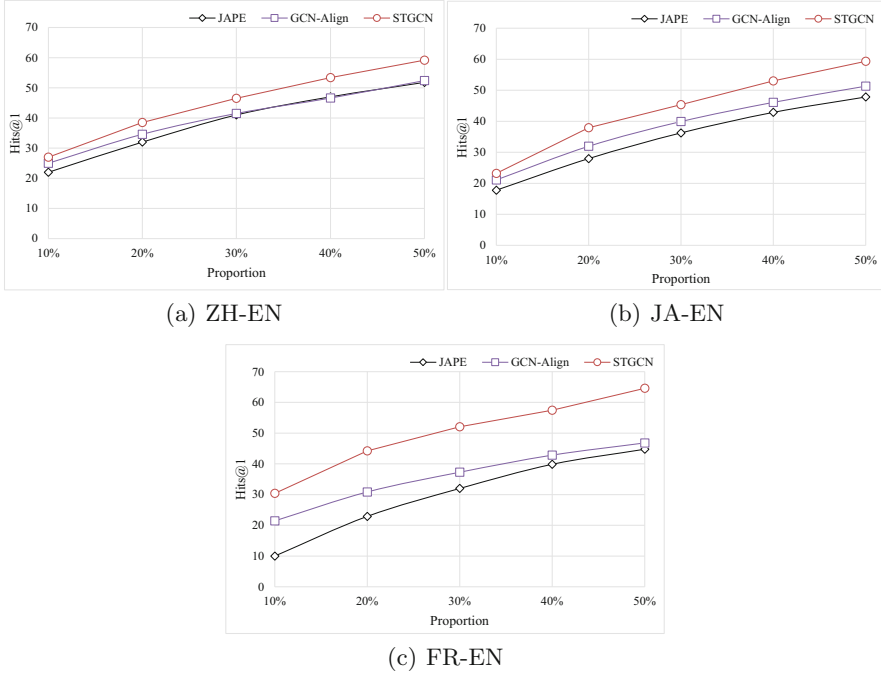 JAPE GCN-Align STGCN
70
60
50
40
30
20
10
0
Hits@1
10% 20% 30% 40% 50%
Proportion
(a) ZH-EN
JAPE GCN-Align STGCN
70
60
50
40
30
20
10
0
Hits@1
10% 20% 30% 40% 50%
Proportion
(b) JA-EN
JAPE GCN-Align STGCN
70
60
50
40
30
20
10
0
Hits@1
10% 20% 30% 40% 50%
Proportion
(c) FR-EN